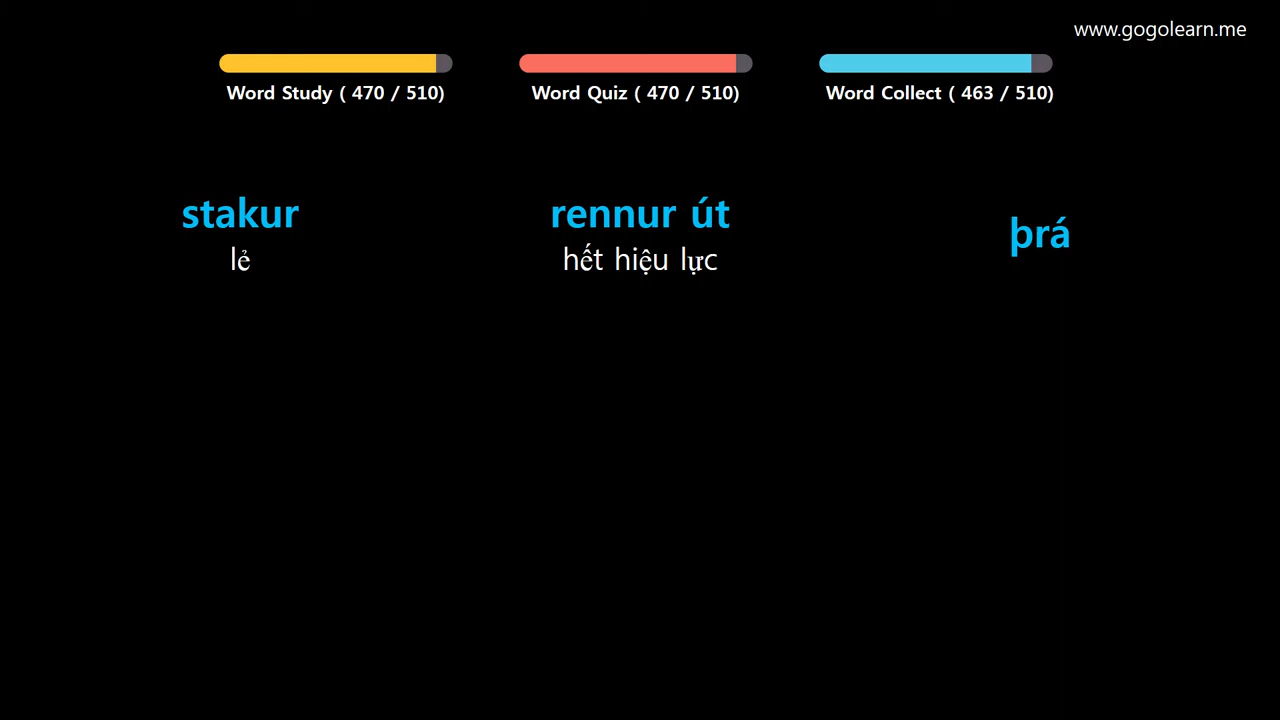 www.gogolearn.me
Word Study ( 470 / 510)
Word Quiz ( 470 / 510)
Word Collect ( 463 / 510)
stakur
lẻ
rennur út
hết hiệu lực
þrá